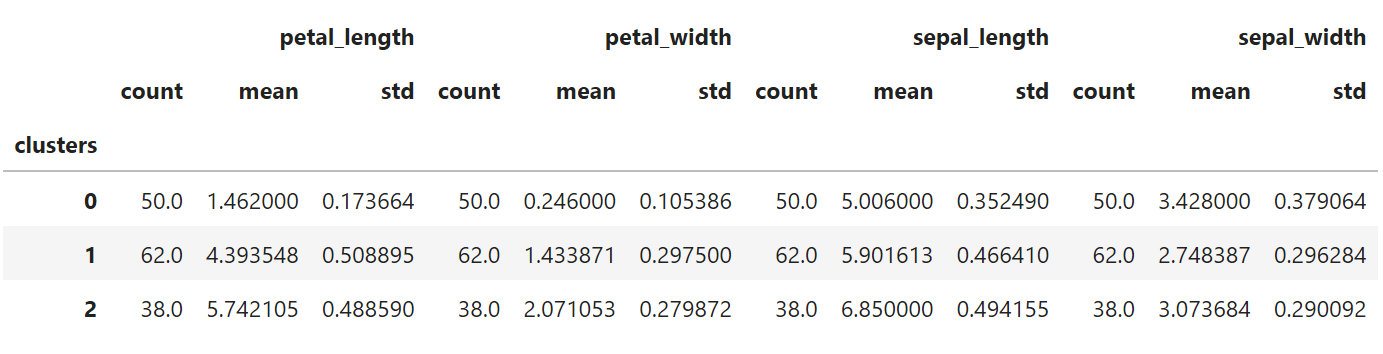 petal_length petal_width sepal_length sepal_width
count mean std count mean std count mean std count mean std
clusters
0 50.0 1.462000 0.173664 50.0 0.246000 0.105386 50.0 5.006000 0.352490 50.0 3.428000 0.379064
1 62.0 4.393548 0.508895 62.0 1.433871 0.297500 62.0 5.901613 0.466410 62.0 2.748387 0.296284
2 38.0 5.742105 0.488590 38.0 2.071053 0.279872 38.0 6.850000 0.494155 38.0 3.073684 0.290092